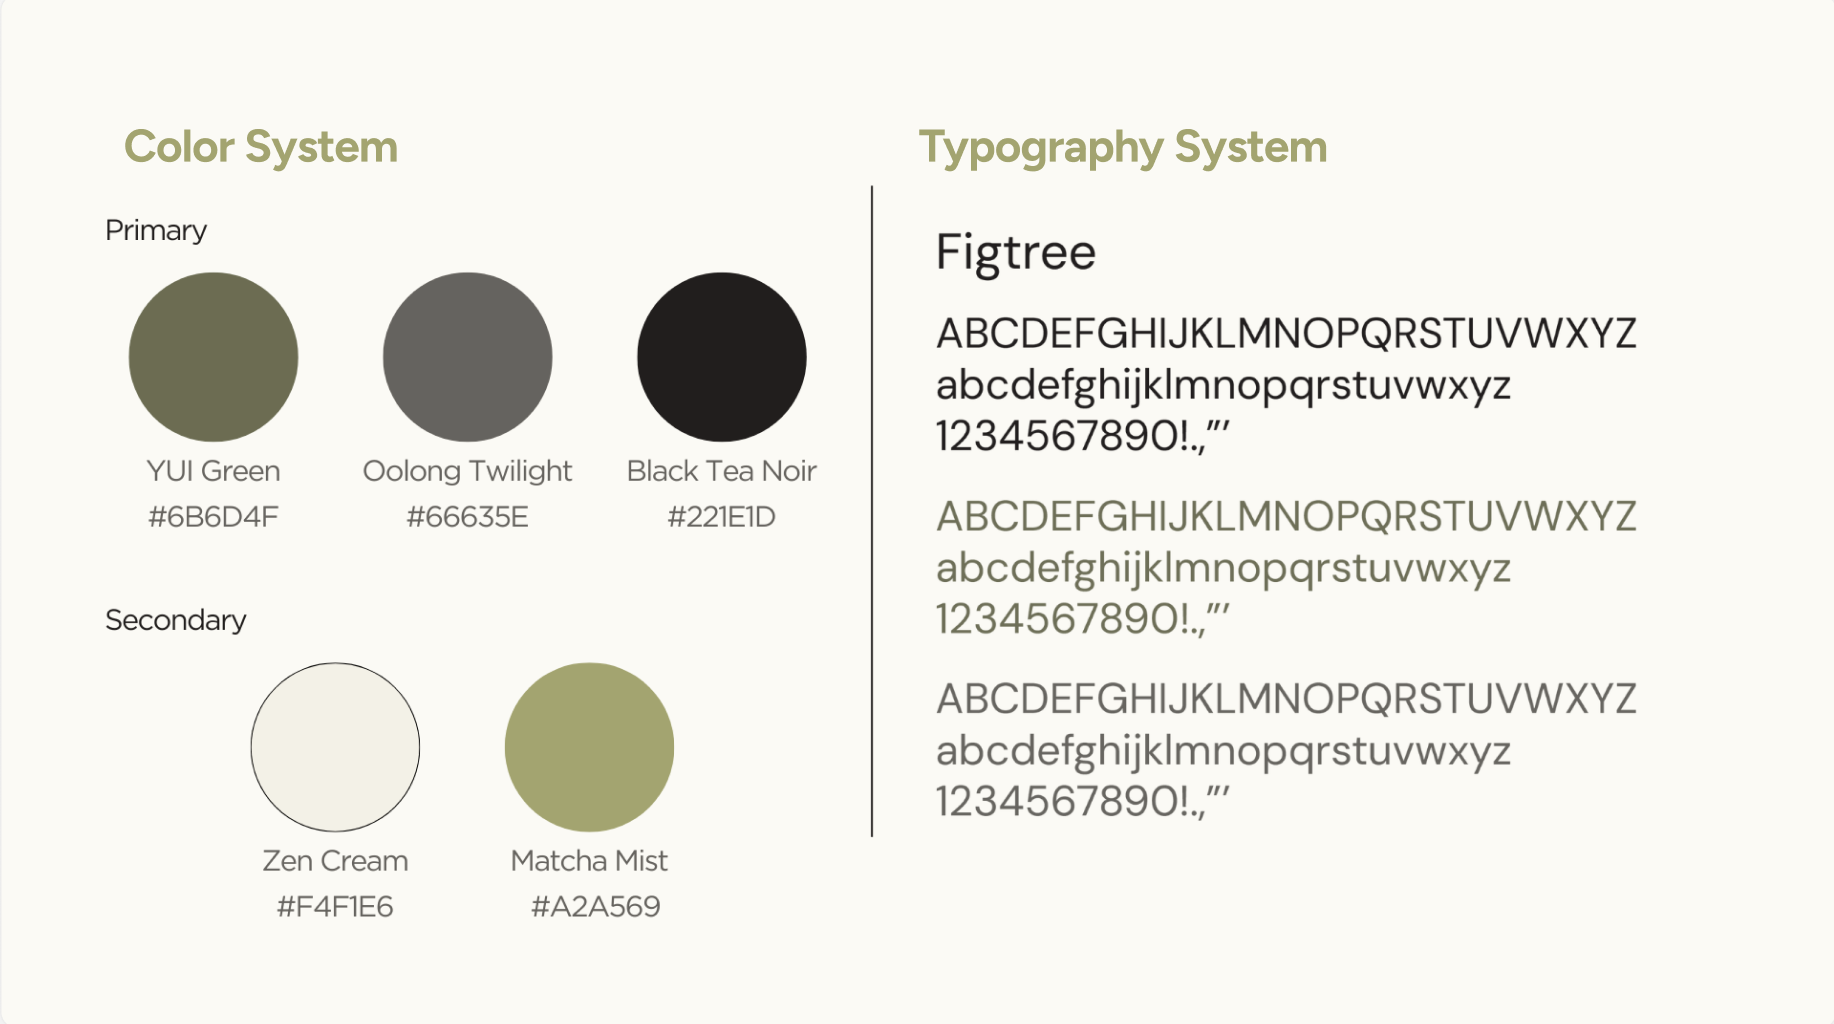 Color System
Primary
YUI Green
#6B6D4F
Oolong Twilight
#66635E
Black Tea Noir
#221E1D
Secondary
Zen Cream
#F4F1E6
Matcha Mist
#A2A569
Typography System
Figtree
ABCDEFGHIJKLMNOPQRSTUVWXYZ
abcdefghijklmnopqrstuvwxyz
1234567890!.,”’
ABCDEFGHIJKLMNOPQRSTUVWXYZ
abcdefghijklmnopqrstuvwxyz
1234567890!.,”’
ABCDEFGHIJKLMNOPQRSTUVWXYZ
abcdefghijklmnopqrstuvwxyz
1234567890!.,”’